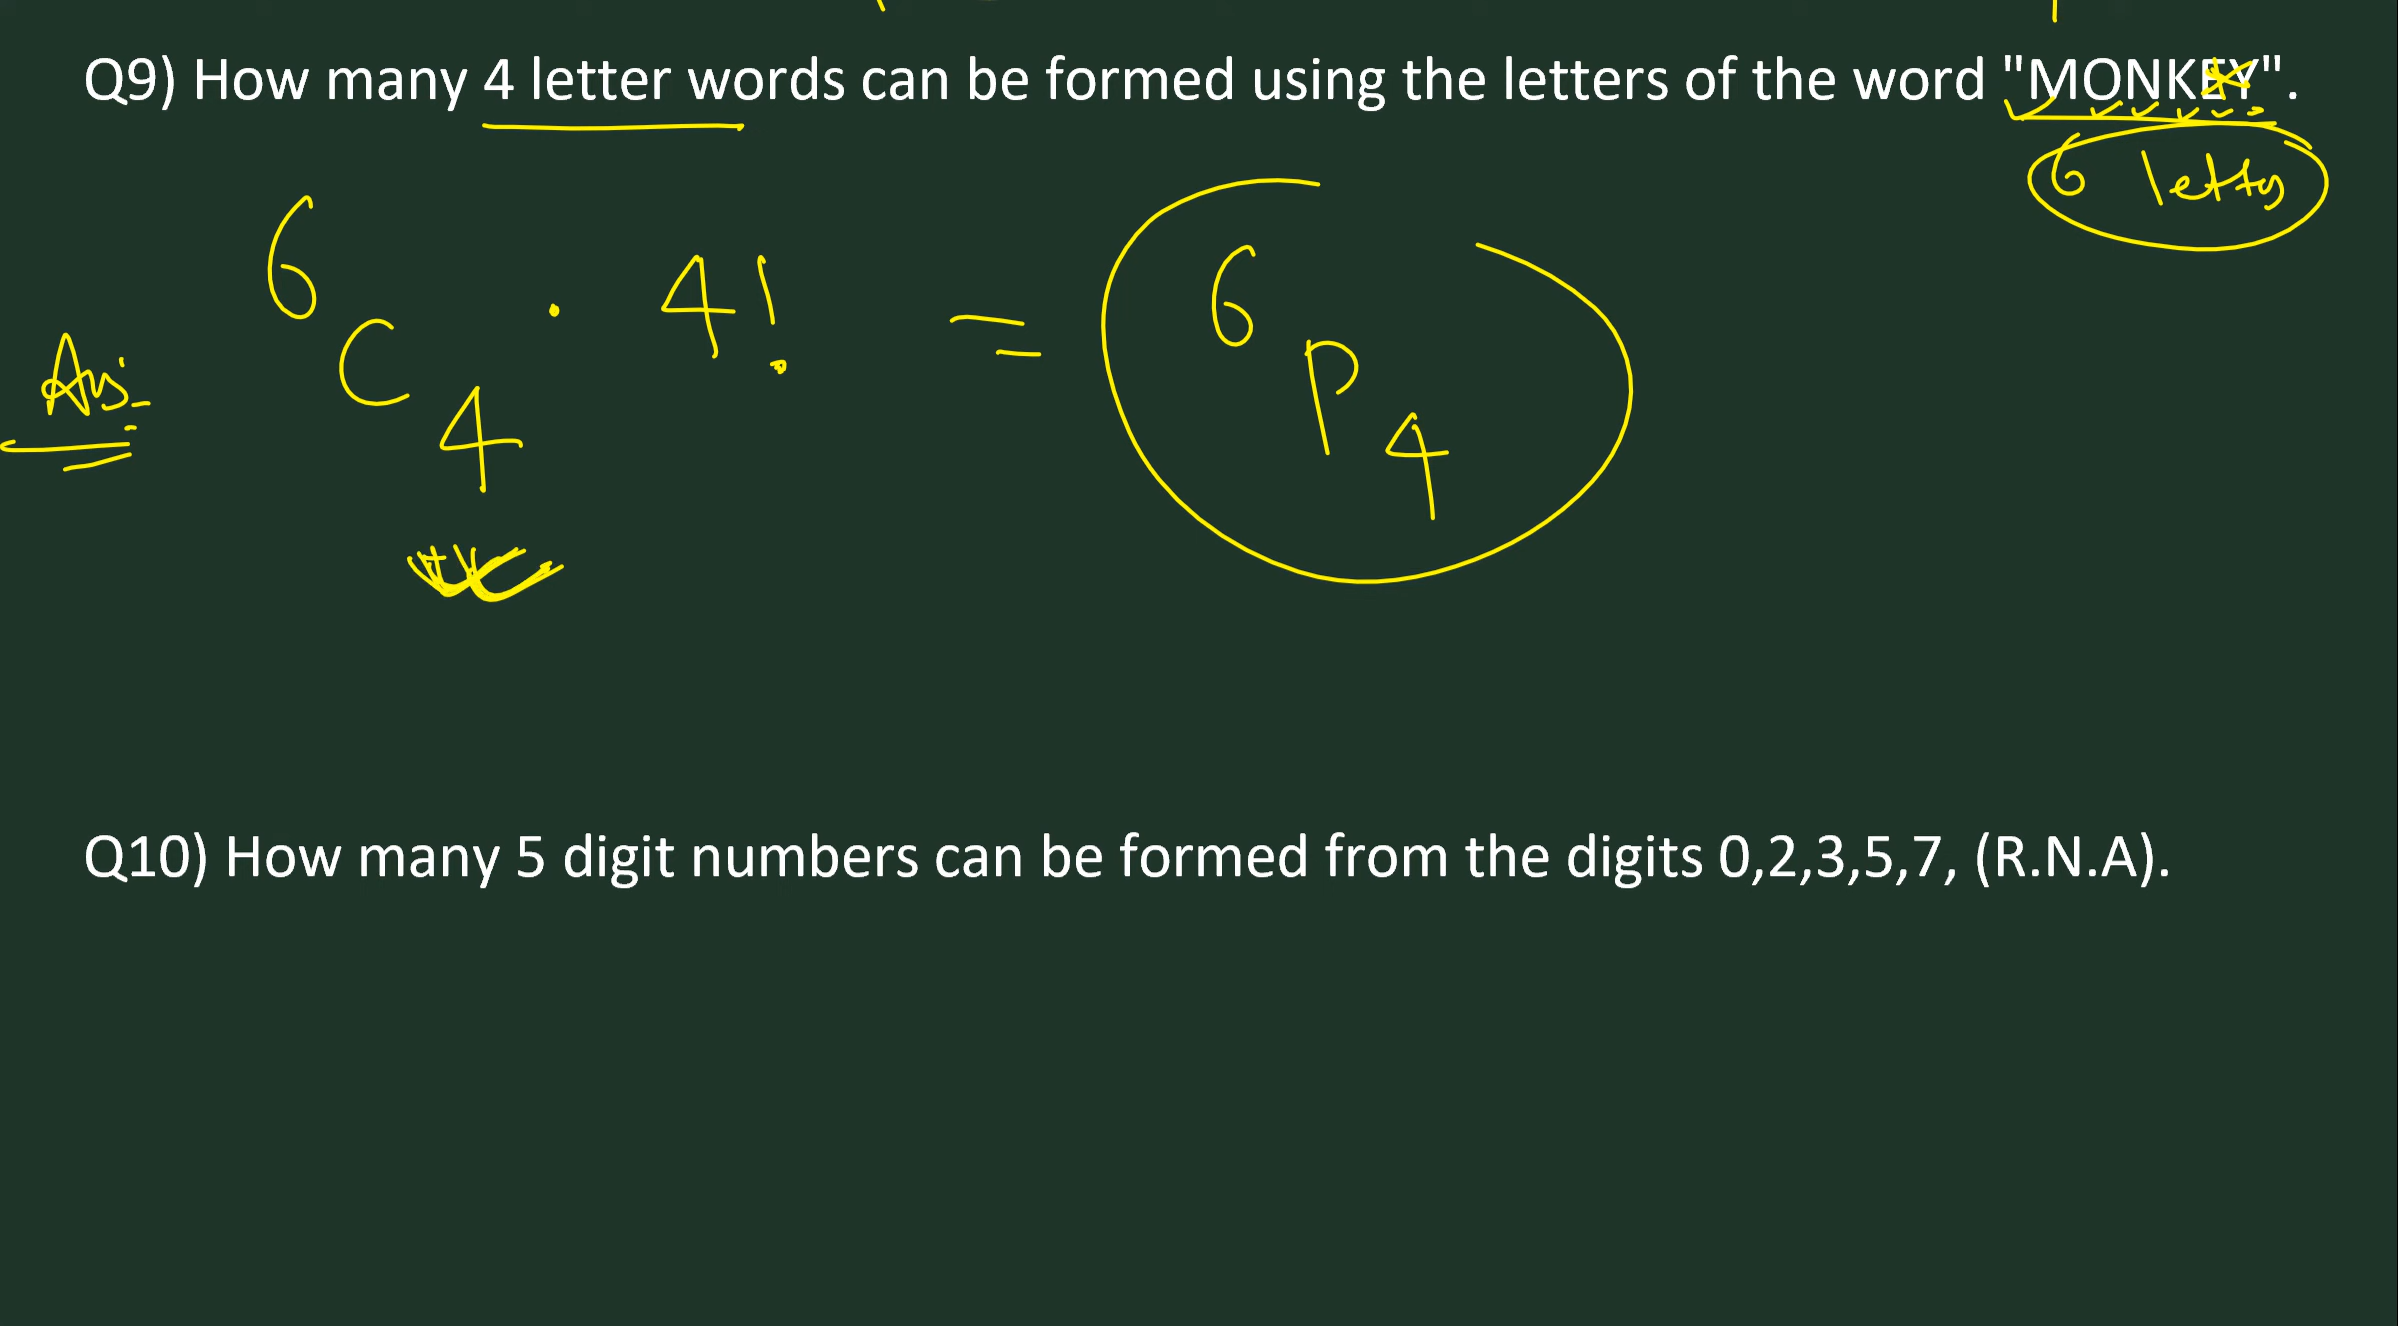 Q9) How many 4 letter words can be formed using the letters of the word "MONKEY".
6 letters
6C4 . 4! = 6P4
Ans:-
Q10) How many 5 digit numbers can be formed from the digits 0,2,3,5,7, (R.N.A).